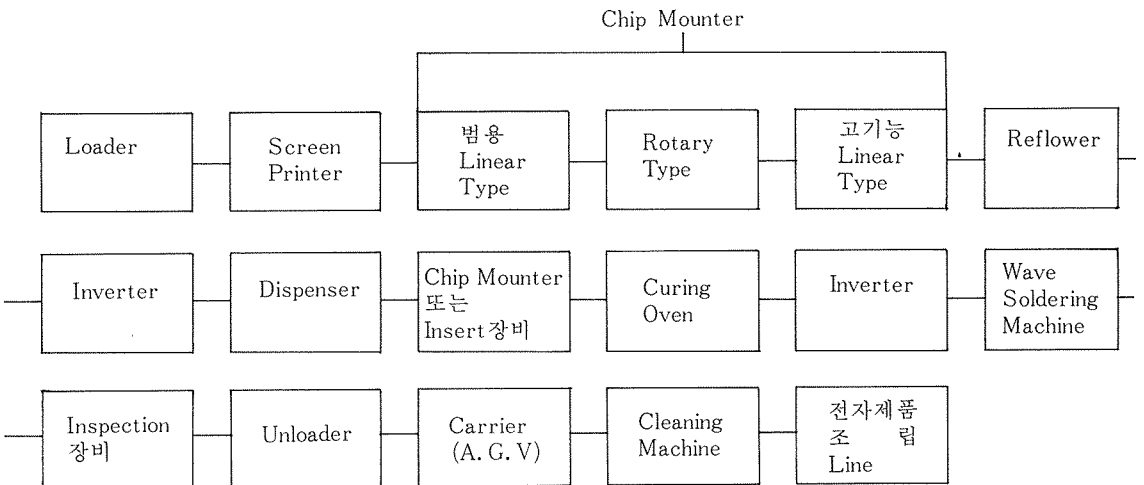 Chip Mounter
Loader
Screen
Printer
범용
Linear
Type
Rotary
Type
고기능
Linear
Type
Reflower
Inverter
Dispenser
Chip Mounter
또는
Insert장비
Curing
Oven
Inverter
Wave
Soldering
Machine
Inspection
장비
Unloader
Carrier
(A. G. V)
Cleaning
Machine
전자제품
조 립
Line